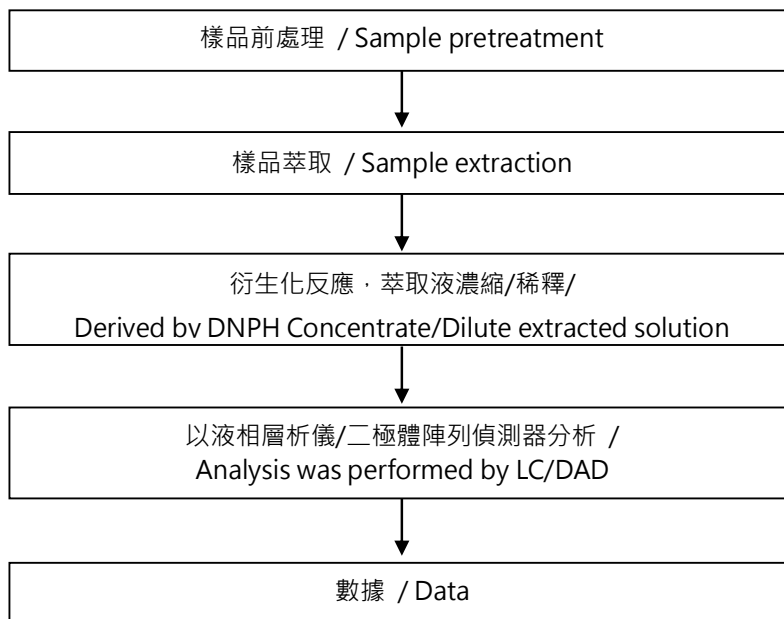 樣品前處理 / Sample pretreatment
樣品萃取 / Sample extraction
衍生化反應，萃取液濃縮/稀釋/
Derived by DNPH Concentrate/Dilute extracted solution
以液相層析儀/二極體陣列偵測器分析 /
Analysis was performed by LC/DAD
數據 / Data